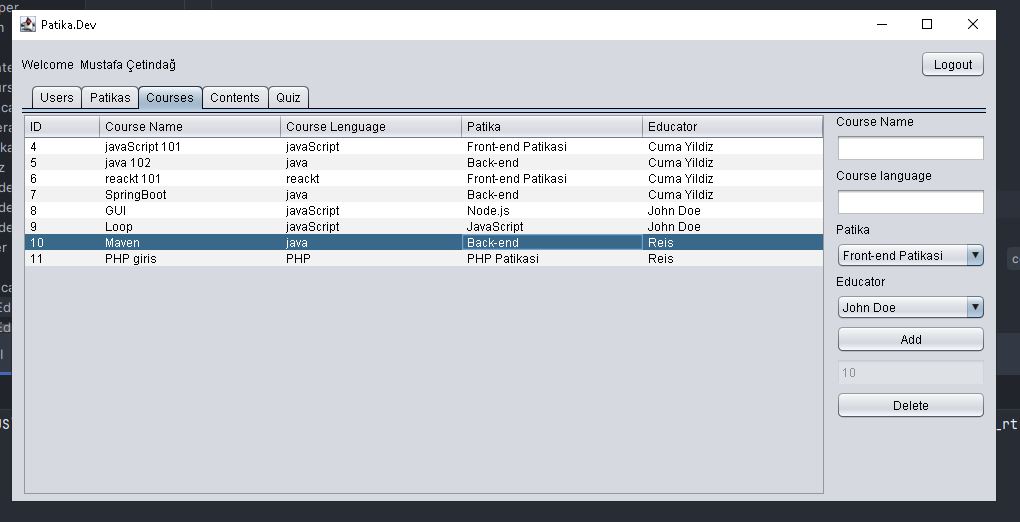 Patika.Dev
Welcome Mustafa Çetindağ
Logout
Users Patikas Courses Contents Quiz
ID Course Name Course Lenguage Patika Educator
4 javaScript 101 javaScript Front-end Patikasi Cuma Yildiz
5 java 102 java Back-end Cuma Yildiz
6 reackt 101 reackt Front-end Patikasi Cuma Yildiz
7 SpringBoot java Back-end Cuma Yildiz
8 GUI javaScript Node.js John Doe
9 Loop javaScript JavaScript John Doe
10 Maven java Back-end Reis
11 PHP giris PHP PHP Patikasi Reis
Course Name
Course language
Patika
Front-end Patikasi
Educator
John Doe
Add
10
Delete